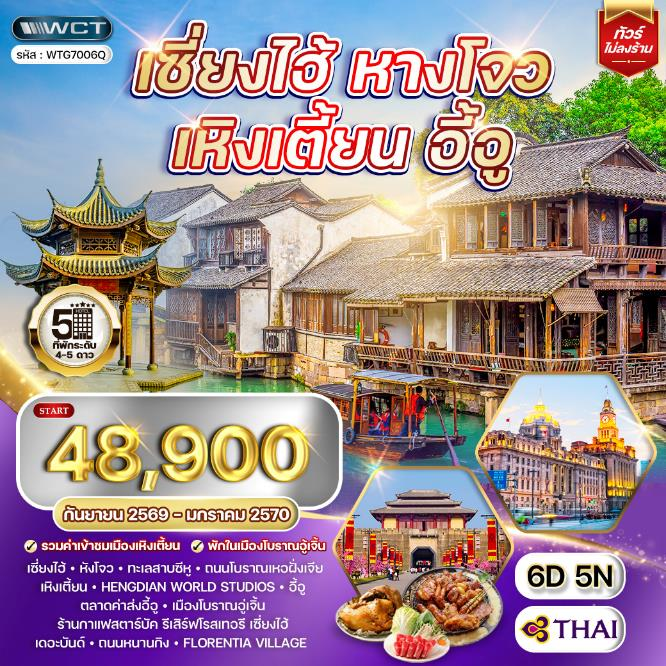 WCT
รหัส : WTG7006Q
ทัวร์
ไม่ลงร้าน
เซี่ยงไฮ้ หางโจว
เหิงเตี้ยน อี้อู
5
ที่พักระดับ
4-5 ดาว
START
48,900
กันยายน 2569 - มกราคม 2570
รวมค่าเข้าชมเมืองเหิงเตี้ยน พักในเมืองโบราณอู้เจิ้น
เซี่ยงไฮ้ • หังโจว • ทะเลสาบซีหู • ถนนโบราณเหอฝั่งเจีย
เหิงเตี้ยน • HENGDIAN WORLD STUDIOS • อี้อู
ตลาดค่าส่งอี้อู • เมืองโบราณอู่เจิ้น
ร้านกาแฟสตาร์บัค รีเสิร์ฟโรสเทอรี เซี่ยงไฮ้
เดอะบันด์ • ถนนหนานกิง • FLORENTIA VILLAGE
6D 5N
THAI